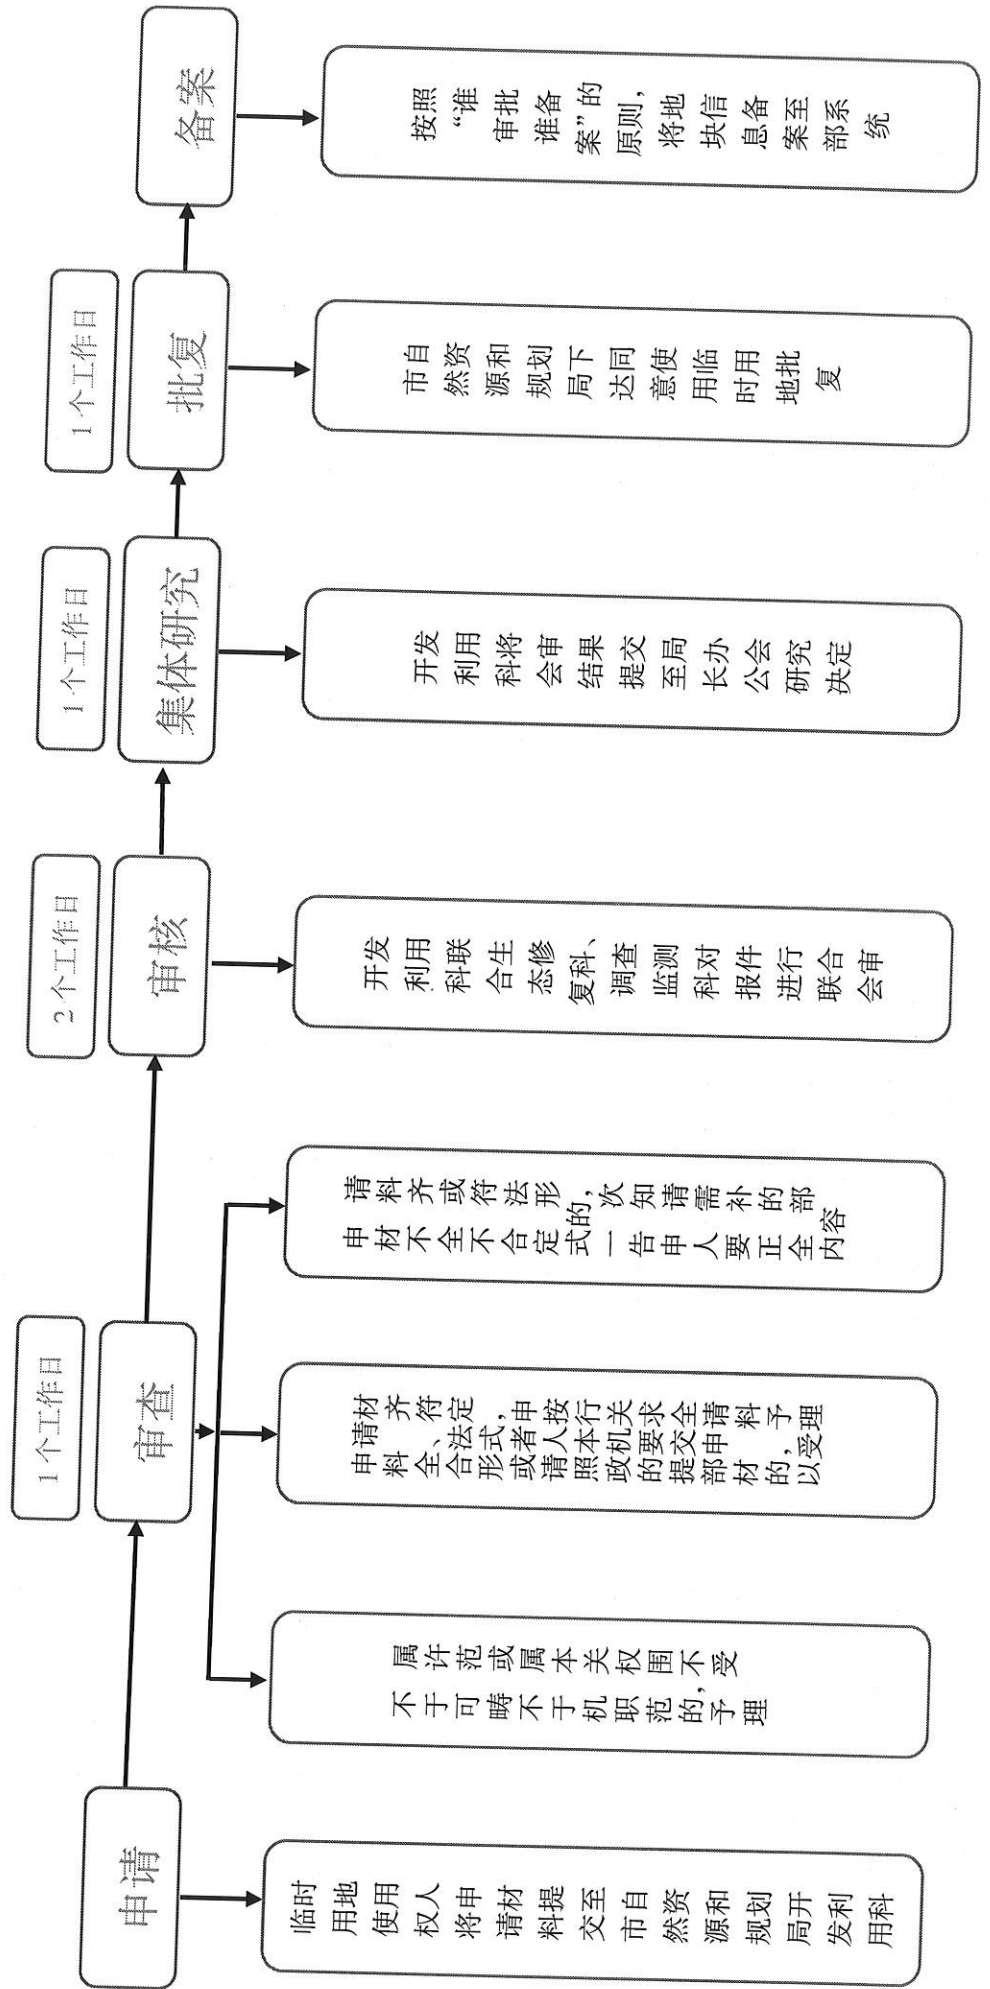 申请
1个工作日
审查
2个工作日
审核
1个工作日
集体研究
1个工作日
批复
备案
临时
用地
使用
权人
将申
请材
料提
交至
市自
然资
源和
规划
局开
发利
用科
不属
于许
可范
畴或
不属
于本
机关
职权
范围
的,不
予受
理
申请材
料齐
全、符
合法定
形式,
或者申
请人按
照本行
政机关
的要求
提交全
部申请
材料
的,予
以受理
申请
材料
不齐
全或
不符
合法
定形
式的,
一次
告知
申请
人需
要补
正的
全部
内容
开发
利用
科联
合生
态修
复科、
调查
监测
科对
报件
进行
联合
会审
开发
利用
科将
会审
结果
提交
至局
长办
公会
研究
决定
市自
然资
源和
规划
局下
达同
意使
用临
时用
地批
复
按照
“谁
审批
谁备
案”的
原则,
将地
块信
息备
案至
部系
统